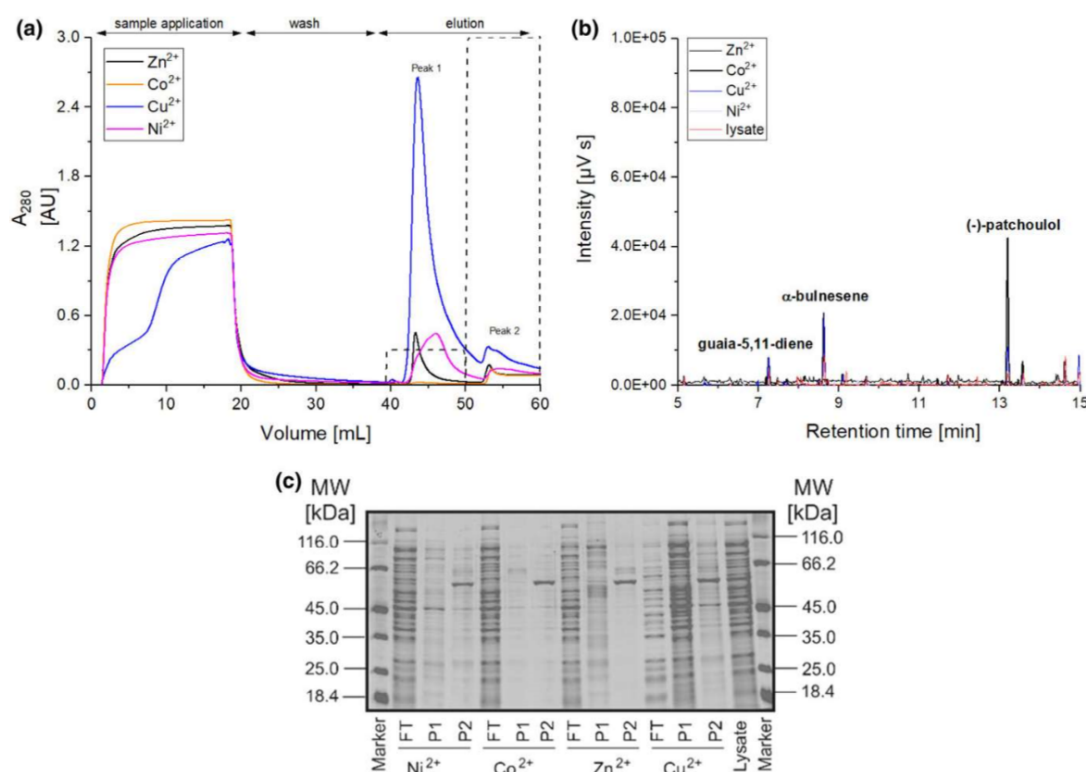 (a)
sample application
wash
elution
3.0
2.4
1.8
1.2
0.6
0.0
A280
[AU]
Zn2+
Co2+
Cu2+
Ni2+
Peak 1
Peak 2
0
10
20
30
40
50
60
Volume [mL]
(b)
1.0E+05
8.0E+04
6.0E+04
4.0E+04
2.0E+04
0.0E+00
Intensity [µV s]
Zn2+
Co2+
Cu2+
Ni2+
lysate
guaia-5,11-diene
α-bulnesene
(-)-patchoulol
5
7
9
11
13
15
Retention time [min]
(c)
MW
[kDa]
116.0
66.2
45.0
35.0
25.0
18.4
MW
[kDa]
116.0
66.2
45.0
35.0
25.0
18.4
Marker
FT
P1
P2
FT
P1
P2
FT
P1
P2
FT
P1
P2
Lysate
Marker
Ni2+
Co2+
Zn2+
Cu2+